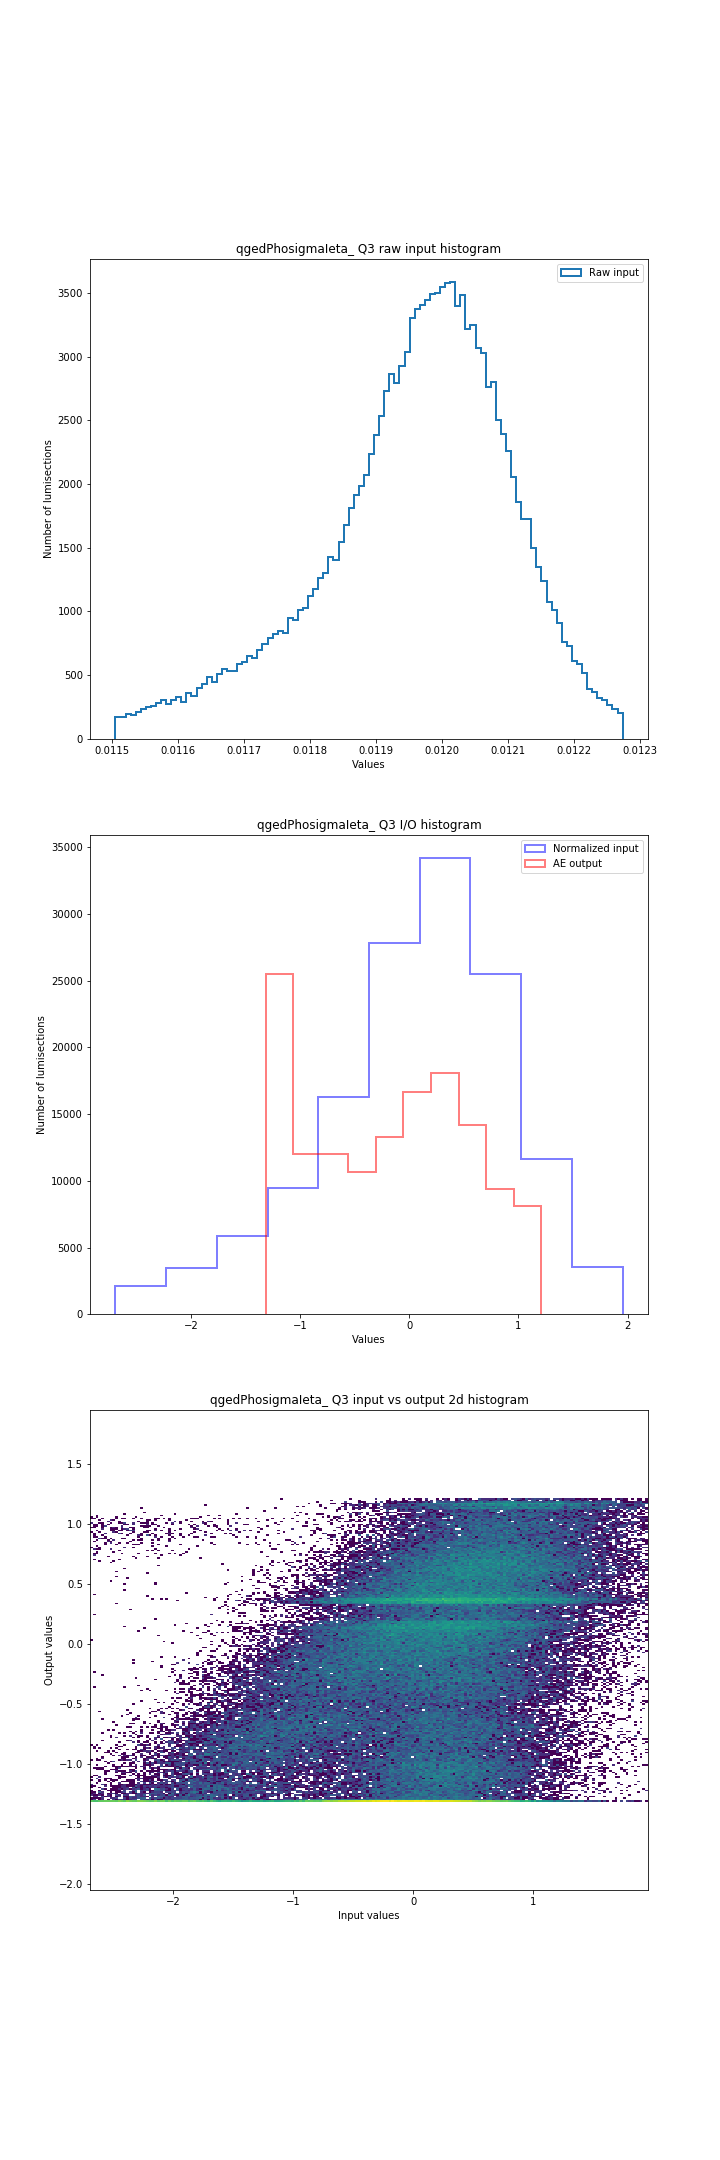 qgedPhosigmaIeta_ Q3 raw input histogram
Raw input
Number of lumisections
3500
3000
2500
2000
1500
1000
500
0
0.0115 0.0116 0.0117 0.0118 0.0119 0.0120 0.0121 0.0122 0.0123
Values
qgedPhosigmaIeta_ Q3 I/O histogram
Normalized input
AE output
Number of lumisections
35000
30000
25000
20000
15000
10000
5000
0
−2 −1 0 1 2
Values
qgedPhosigmaIeta_ Q3 input vs output 2d histogram
Output values
1.5
1.0
0.5
0.0
−0.5
−1.0
−1.5
−2.0
−2 −1 0 1
Input values